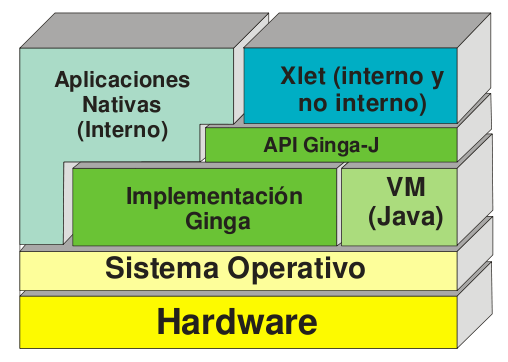 Aplicaciones
Nativas
(Interno)
Xlet (interno y
no interno)
API Ginga-J
Implementación
Ginga
VM
(Java)
Sistema Operativo
Hardware